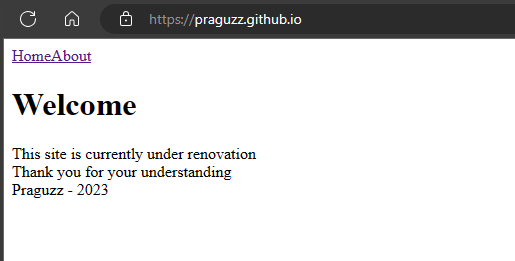 https://praguzz.github.io
HomeAbout
Welcome
This site is currently under renovation
Thank you for your understanding
Praguzz - 2023